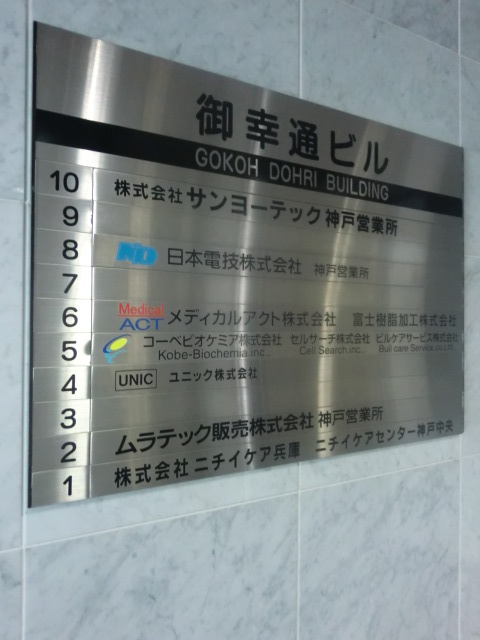 御幸通ビル
GOKOH DOHRI BUILDING
10 株式会社 サンヨーテック 神戸営業所
9
8 ND 日本電技株式会社 神戸営業所
7
6 Medical ACT メディカルアクト株式会社 富士樹脂加工株式会社
5 コーベビオケミア株式会社 セルサーチ株式会社 ビルケアサービス株式会社
Kobe-Biochemia inc., Cell Search.inc., Buil care Service.co.Ltd.
4 UNIC ユニック株式会社
3
2 ムラテック販売株式会社 神戸営業所
1 株式会社 ニチイケア兵庫 ニチイケアセンター神戸中央